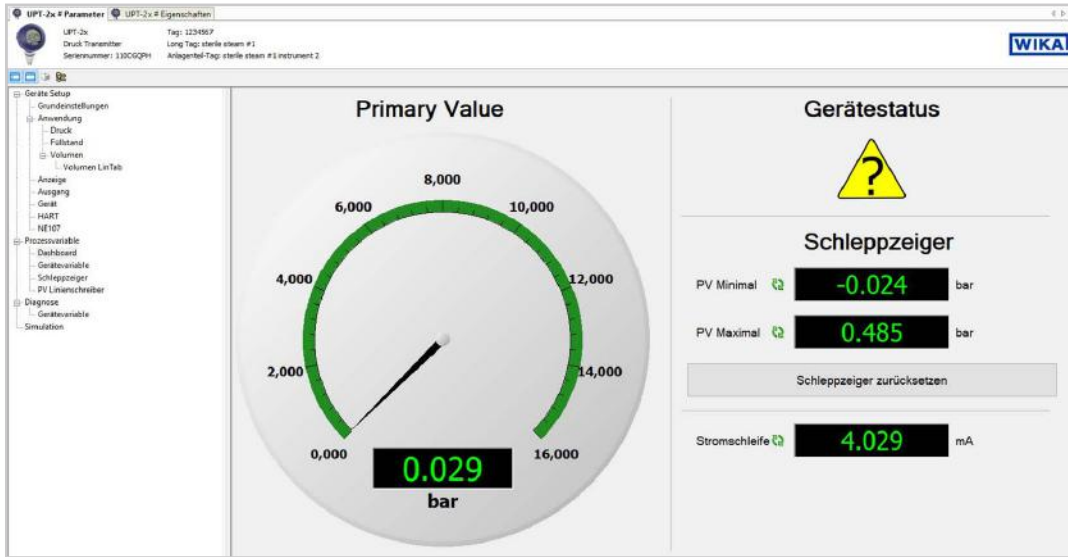 UPT-2x # Parameter
UPT-2x # Eigenschaften
UPT-2x
Tag: 1234567
Druck Transmitter
Long Tag: sterile steam #1
Seriennummer: 110CGQPH
Anlagenteil-Tag: sterile steam #1 instrument 2
WIKA
Geräte Setup
Grundeinstellungen
Anwendung
Druck
Füllstand
Volumen
Volumen LinTab
Anzeige
Ausgang
Gerät
HART
NE107
Prozessvariable
Dashboard
Gerätevariable
Schleppzeiger
PV Linienschreiber
Diagnose
Gerätevariable
Simulation
Primary Value
8,000
6,000
10,000
4,000
12,000
2,000
14,000
0,000
16,000
0.029
bar
Gerätestatus
?
Schleppzeiger
PV Minimal -0.024 bar
PV Maximal 0.485 bar
Schleppzeiger zurücksetzen
Stromschleife 4.029 mA